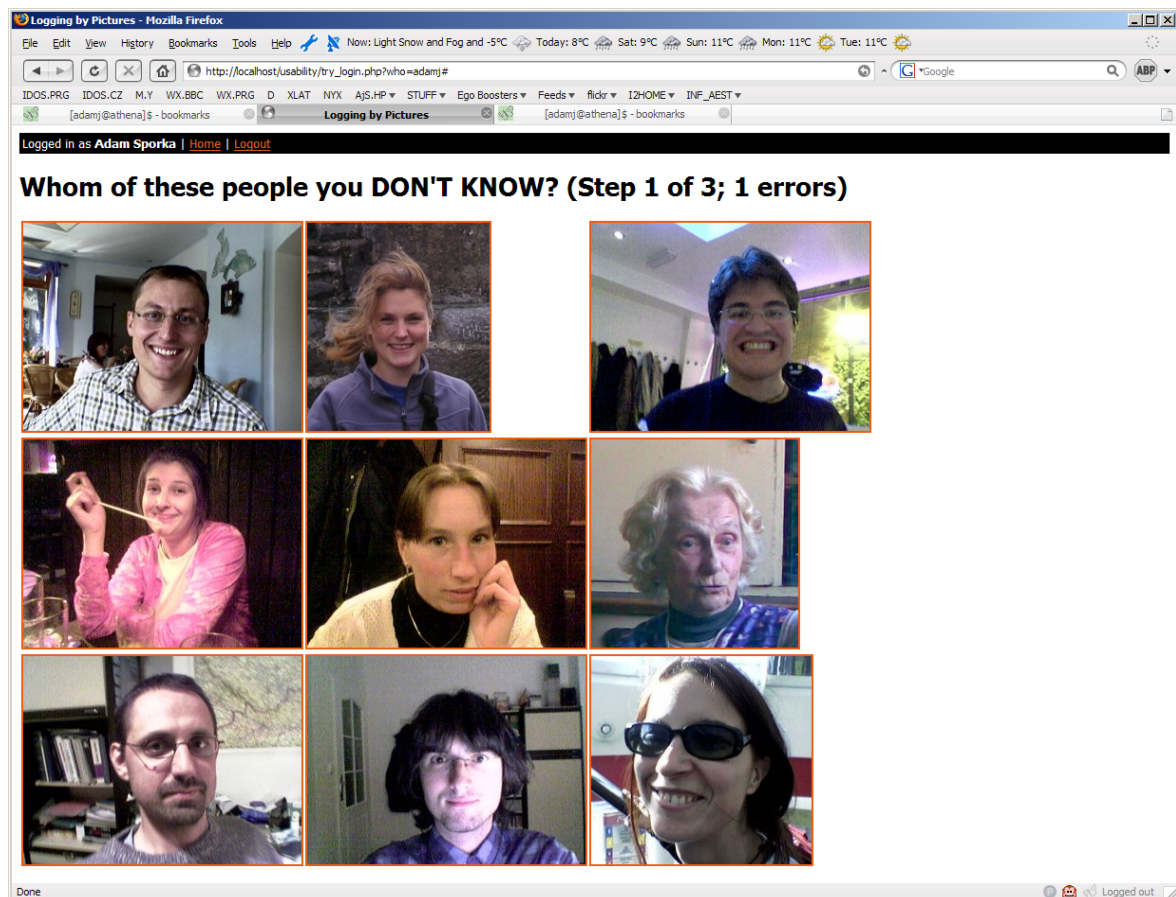 Logging by Pictures - Mozilla Firefox
File Edit View History Bookmarks Tools Help Now: Light Snow and Fog and -5°C Today: 8°C Sat: 9°C Sun: 11°C Mon: 11°C Tue: 11°C
http://localhost/usability/try_login.php?who=adamj# G Google ABP
IDOS.PRG IDOS.CZ M.Y WX.BBC WX.PRG D XLAT NYX AjS.HP STUFF Ego Boosters Feeds flickr I2HOME INF_AEST
[adamj@athena]$ - bookmarks Logging by Pictures [adamj@athena]$ - bookmarks
Logged in as Adam Sporka | Home | Logout
Whom of these people you DON'T KNOW? (Step 1 of 3; 1 errors)
Done Logged out